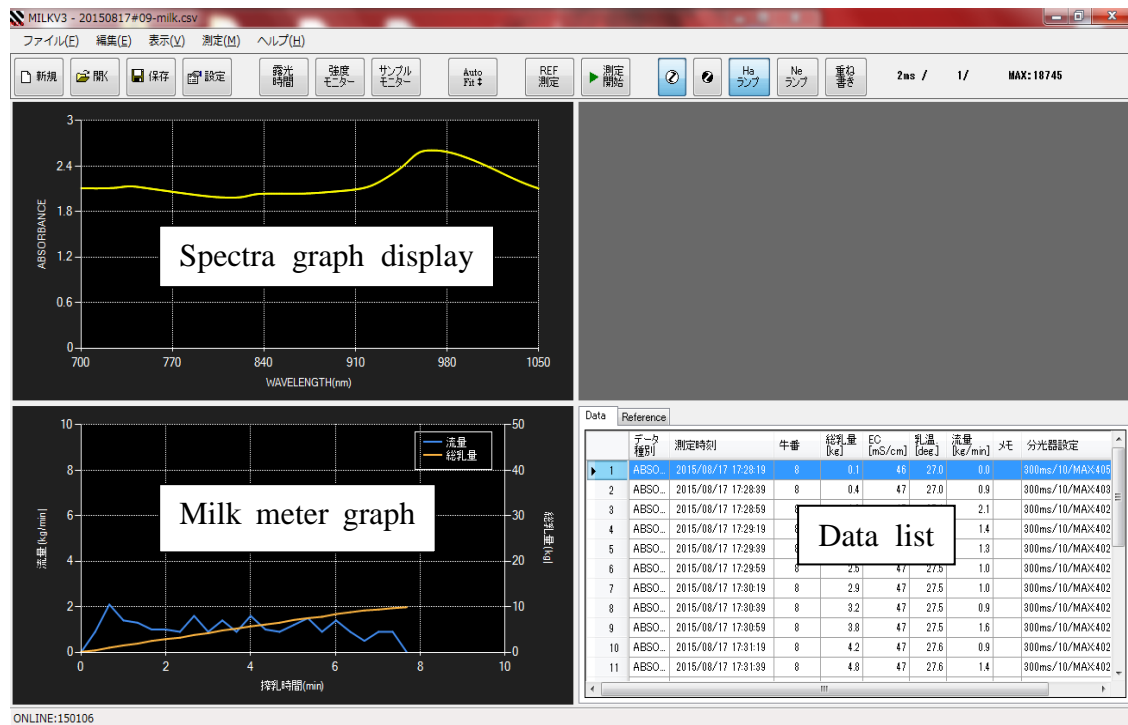 MILKV3 - 20150817#09-milk.csv
ファイル(F) 編集(E) 表示(V) 測定(M) ヘルプ(H)
新規 開く 保存 設定 露光時間 強度モニター サンプルモニター Auto Fit REF測定 測定開始 Haランプ Neランプ 重ね書き 2ms / 1/ MAX:18745
3
2.4
1.8
1.2
0.6
0
ABSORBANCE
Spectra graph display
700 770 840 910 980 1050
WAVELENGTH(nm)
10
8
6
4
2
0
流量(kg/min)
流量
総乳量
Milk meter graph
50
40
30
20
10
0
総乳量(kg)
0 2 4 6 8 10
搾乳時間(min)
Data Reference
データ種別 測定時刻 牛番 総乳量[kg] EC[mS/cm] 乳温[deg.] 流量[kg/min] メモ 分光器設定
1 ABSO... 2015/08/17 17:28:19 8 0.1 46 27.0 0.0 300ms/10/MAX405
2 ABSO... 2015/08/17 17:28:39 8 0.4 47 27.0 0.9 300ms/10/MAX403
3 ABSO... 2015/08/17 17:28:59 8 2.1 300ms/10/MAX402
4 ABSO... 2015/08/17 17:29:19 8 1.4 300ms/10/MAX402
5 ABSO... 2015/08/17 17:29:39 8 1.3 300ms/10/MAX402
6 ABSO... 2015/08/17 17:29:59 8 2.5 47 27.5 1.0 300ms/10/MAX402
7 ABSO... 2015/08/17 17:30:19 8 2.9 47 27.5 1.0 300ms/10/MAX402
8 ABSO... 2015/08/17 17:30:39 8 3.2 47 27.5 0.9 300ms/10/MAX402
9 ABSO... 2015/08/17 17:30:59 8 3.8 47 27.5 1.6 300ms/10/MAX402
10 ABSO... 2015/08/17 17:31:19 8 4.2 47 27.6 0.9 300ms/10/MAX402
11 ABSO... 2015/08/17 17:31:39 8 4.8 47 27.6 1.4 300ms/10/MAX402
Data list
ONLINE:150106